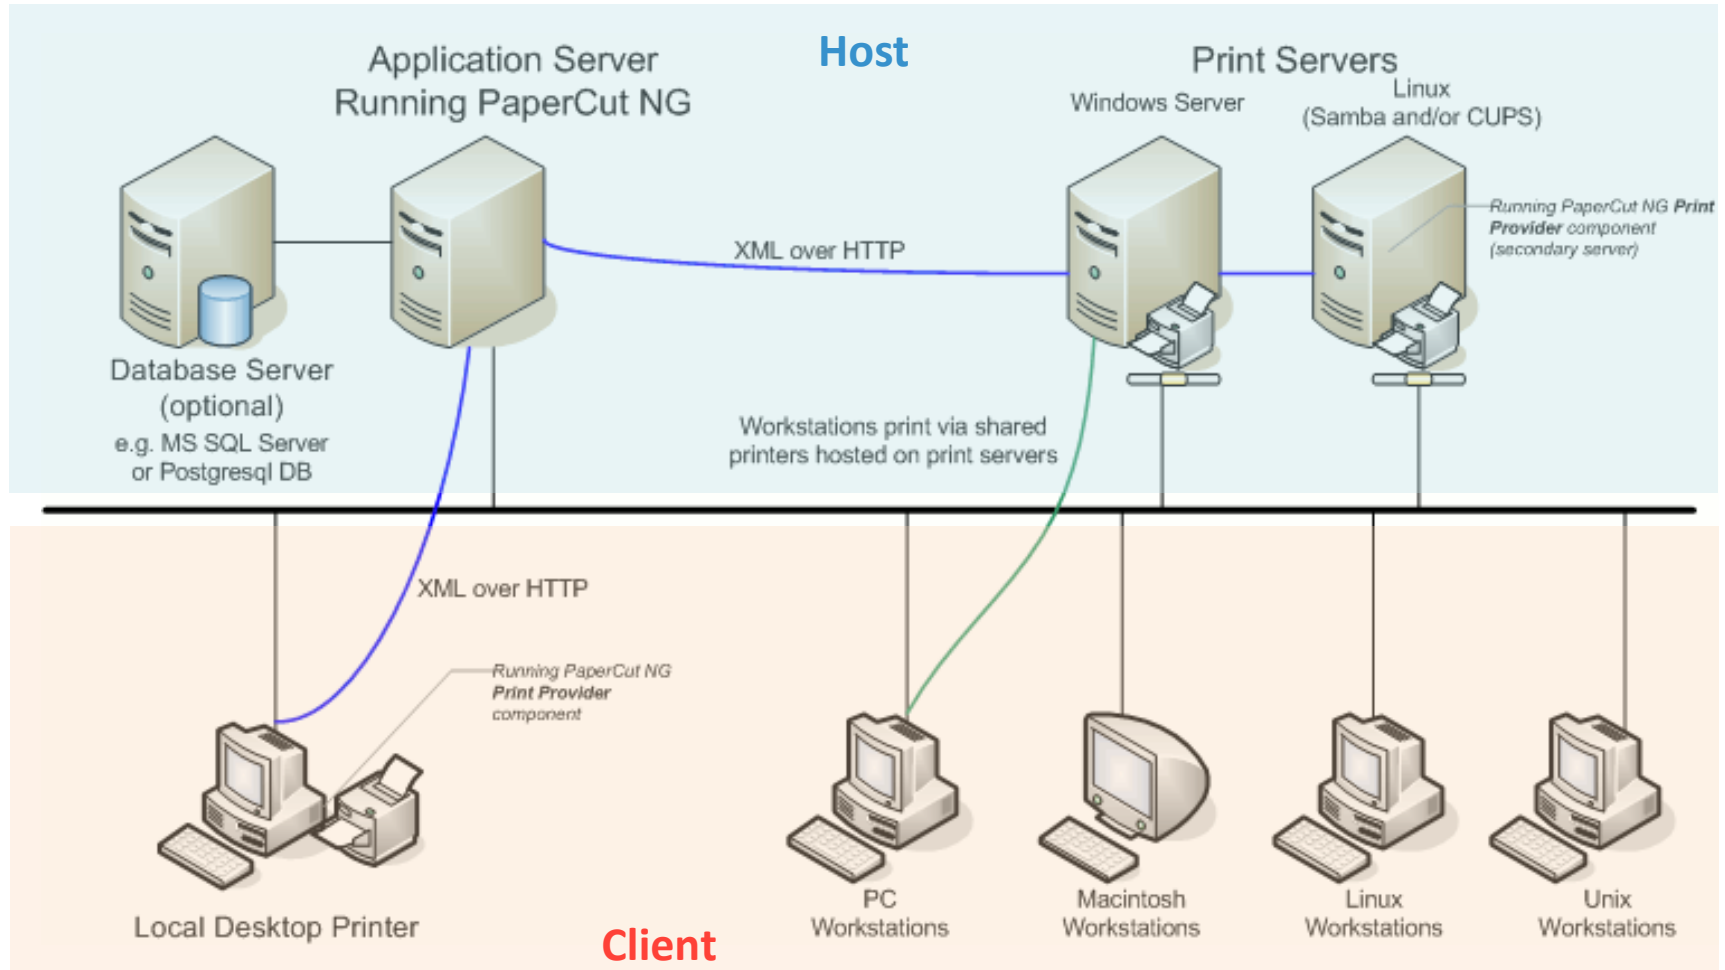 Host
Application Server
Running PaperCut NG
Print Servers
Windows Server
Linux
(Samba and/or CUPS)
Running PaperCut NG Print
Provider component
(secondary server)
XML over HTTP
Database Server
(optional)
e.g. MS SQL Server
or Postgresql DB
Workstations print via shared
printers hosted on print servers
XML over HTTP
Running PaperCut NG
Print Provider
component
Local Desktop Printer
PC
Workstations
Macintosh
Workstations
Linux
Workstations
Unix
Workstations
Client